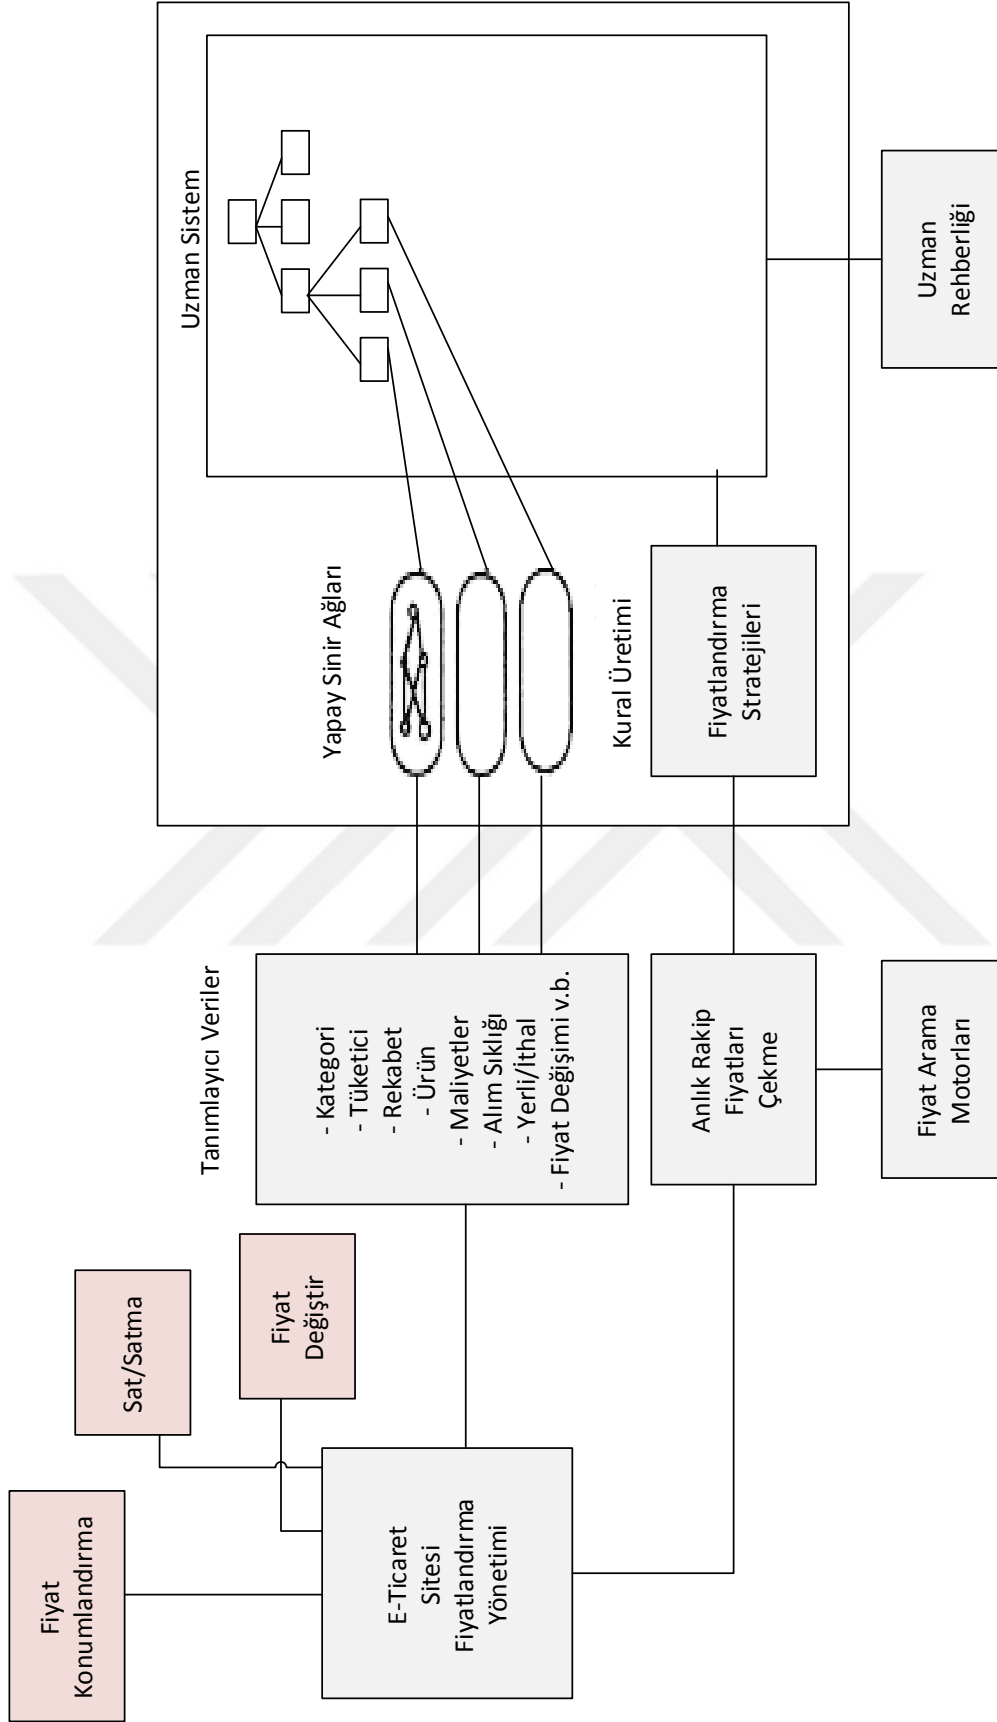 Fiyat
Konumlandırma
Sat/Satma
Fiyat
Değiştir
E-Ticaret
Sitesi
Fiyatlandırma
Yönetimi
Tanımlayıcı Veriler
- Kategori
- Tüketici
- Rekabet
- Ürün
- Maliyetler
- Alım Sıklığı
- Yerli/İthal
- Fiyat Değişimi v.b.
Anlık Rakip
Fiyatları
Çekme
Fiyat Arama
Motorları
Yapay Sinir Ağları
Kural Üretimi
Fiyatlandırma
Stratejileri
Uzman Sistem
Uzman
Rehberliği